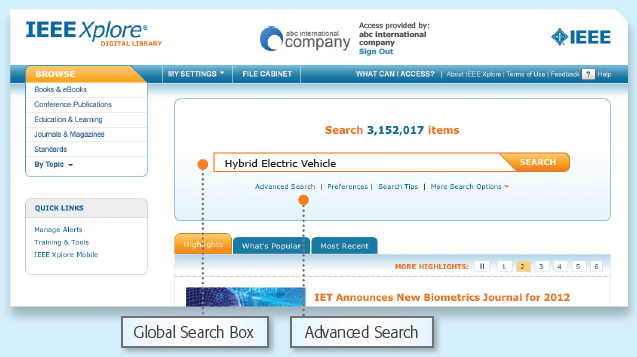 IEEE Xplore®
DIGITAL LIBRARY
abc international
company
Access provided by:
abc international
company
Sign Out
IEEE
BROWSE
MY SETTINGS
FILE CABINET
WHAT CAN I ACCESS?
| About IEEE Xplore | Terms of Use | Feedback ? Help
Books & eBooks
Conference Publications
Education & Learning
Journals & Magazines
Standards
By Topic
Search 3,152,017 items
Hybrid Electric Vehicle
SEARCH
Advanced Search | Preferences | Search Tips | More Search Options
QUICK LINKS
Manage Alerts
Training & Tools
IEEE Xplore Mobile
Highlights
What's Popular
Most Recent
MORE HIGHLIGHTS: II 1 2 3 4 5 6
IET Announces New Biometrics Journal for 2012
Global Search Box
Advanced Search